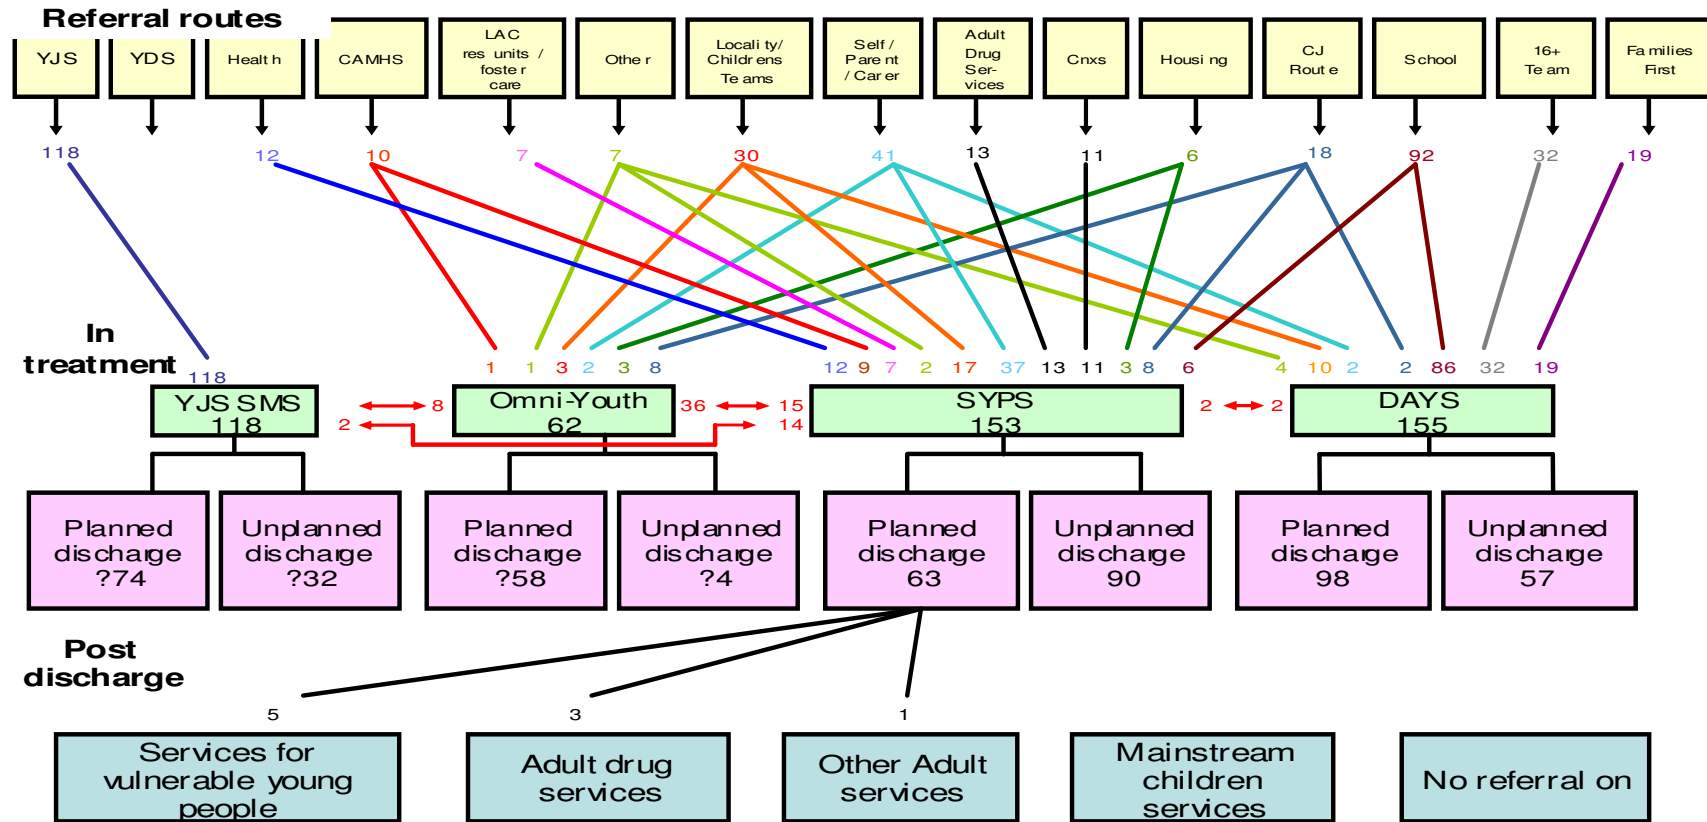 Referral routes
YJS
YDS
Health
CAMHS
LAC
res units /
foster
care
Other
Locality/
Childrens
Teams
Self /
Parent
/ Carer
Adult
Drug
Ser-
vices
Cnxs
Housing
CJ
Route
School
16+
Team
Families
First
118 12 10 7 7 30 41 13 11 6 18 92 32 19
In
treatment
118 1 1 3 2 3 8 12 9 7 2 17 37 13 11 3 8 6 4 10 2 2 86 32 19
YJS SMS
118
8
2
Omni-Youth
62
36 15
14
SYPS
153
2 2
DAYS
155
Planned
discharge
?74
Unplanned
discharge
?32
Planned
discharge
?58
Unplanned
discharge
?4
Planned
discharge
63
Unplanned
discharge
90
Planned
discharge
98
Unplanned
discharge
57
Post
discharge
5 3 1
Services for
vulnerable young
people
Adult drug
services
Other Adult
services
Mainstream
children
services
No referral on